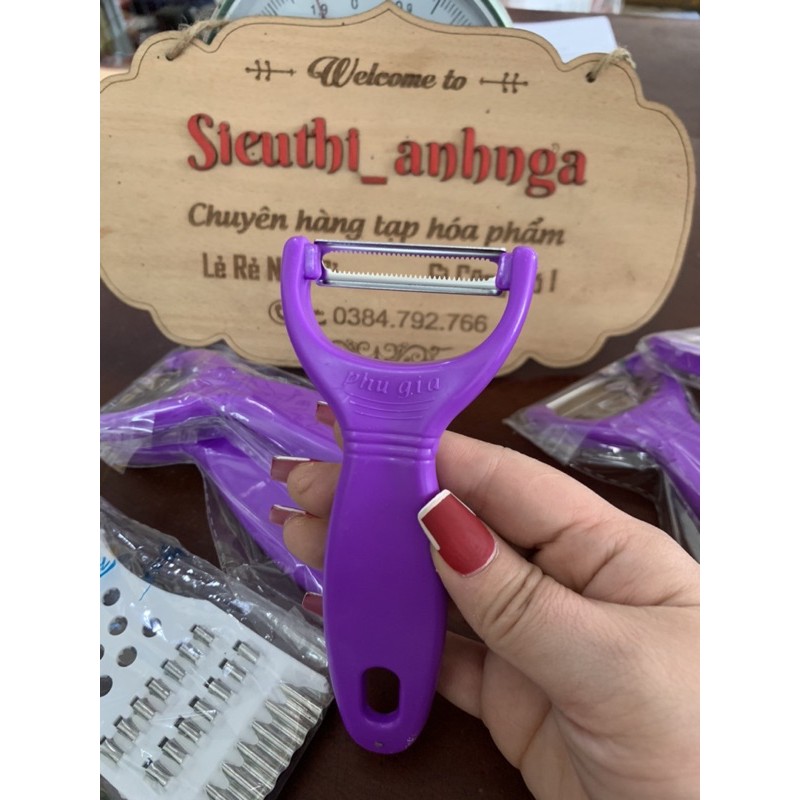 Welcome to
Sieuthi_anhnga
Chuyên hàng tạp hóa phẩm
Lẻ Rẻ
0384.792.766
phu gia